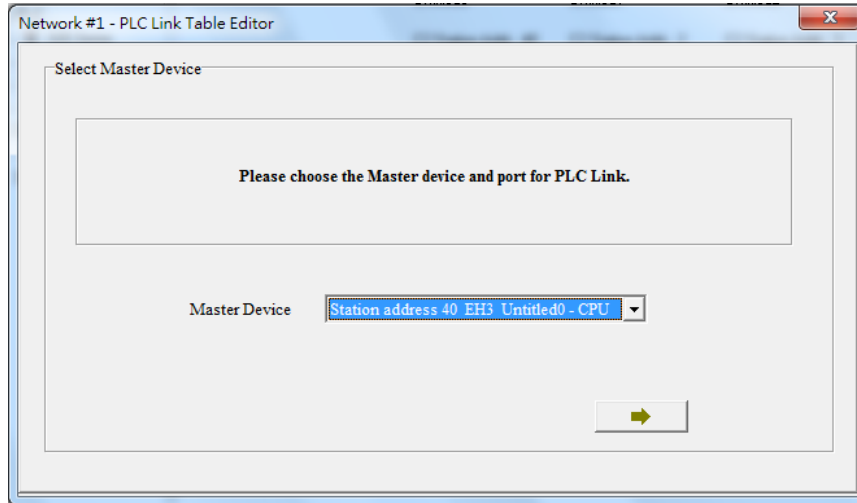 Network #1 - PLC Link Table Editor
Select Master Device
Please choose the Master device and port for PLC Link.
Master Device
Station address 40 EH3 Untitled0 - CPU